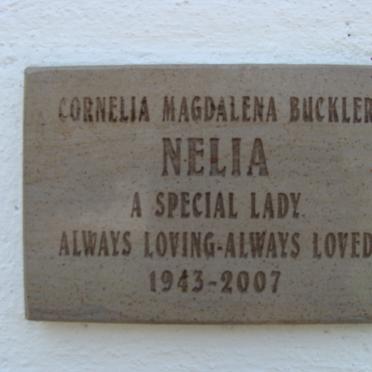 CORNELIA MAGDALENA BUCKLER
NELIA
A SPECIAL LADY
ALWAYS LOVING-ALWAYS LOVED
1943-2007